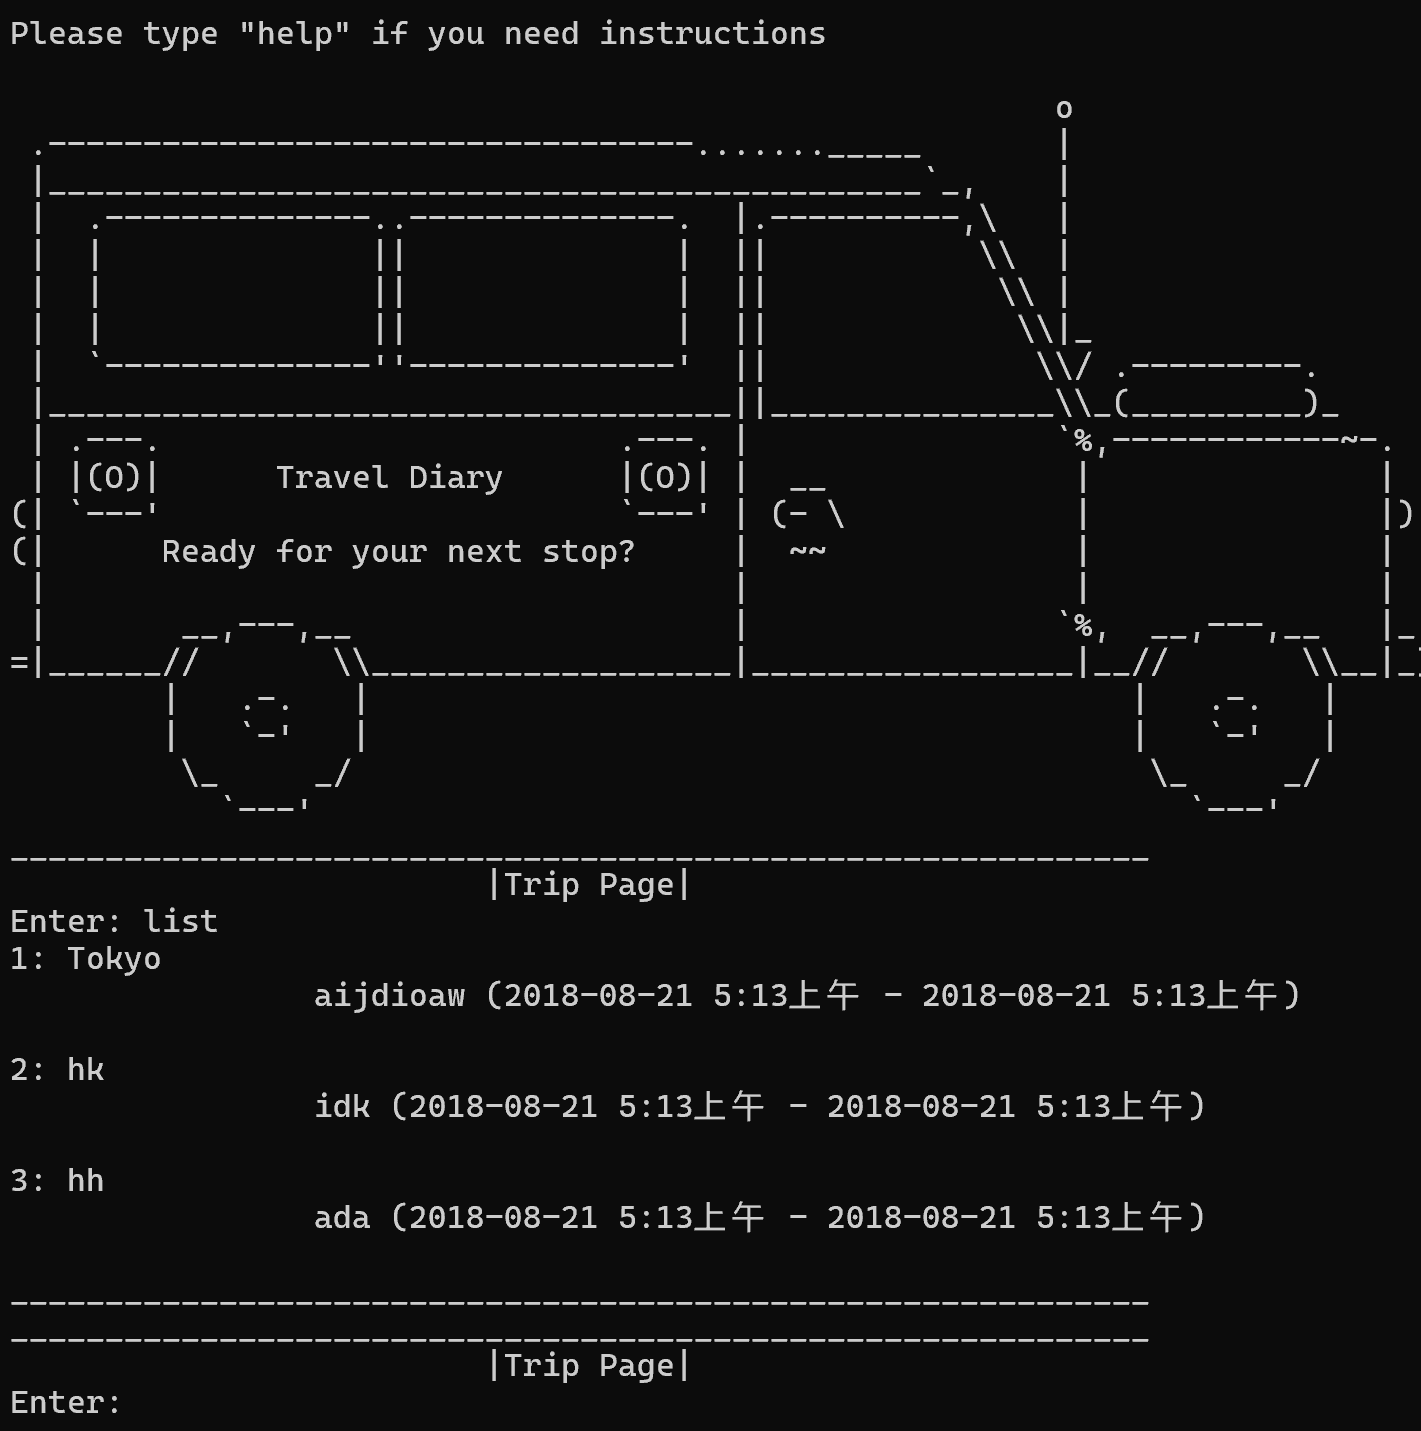 Please type "help" if you need instructions
Travel Diary
Ready for your next stop?
|Trip Page|
Enter: list
1: Tokyo
aijdioaw (2018-08-21 5:13上午 - 2018-08-21 5:13上午)
2: hk
idk (2018-08-21 5:13上午 - 2018-08-21 5:13上午)
3: hh
ada (2018-08-21 5:13上午 - 2018-08-21 5:13上午)
|Trip Page|
Enter: